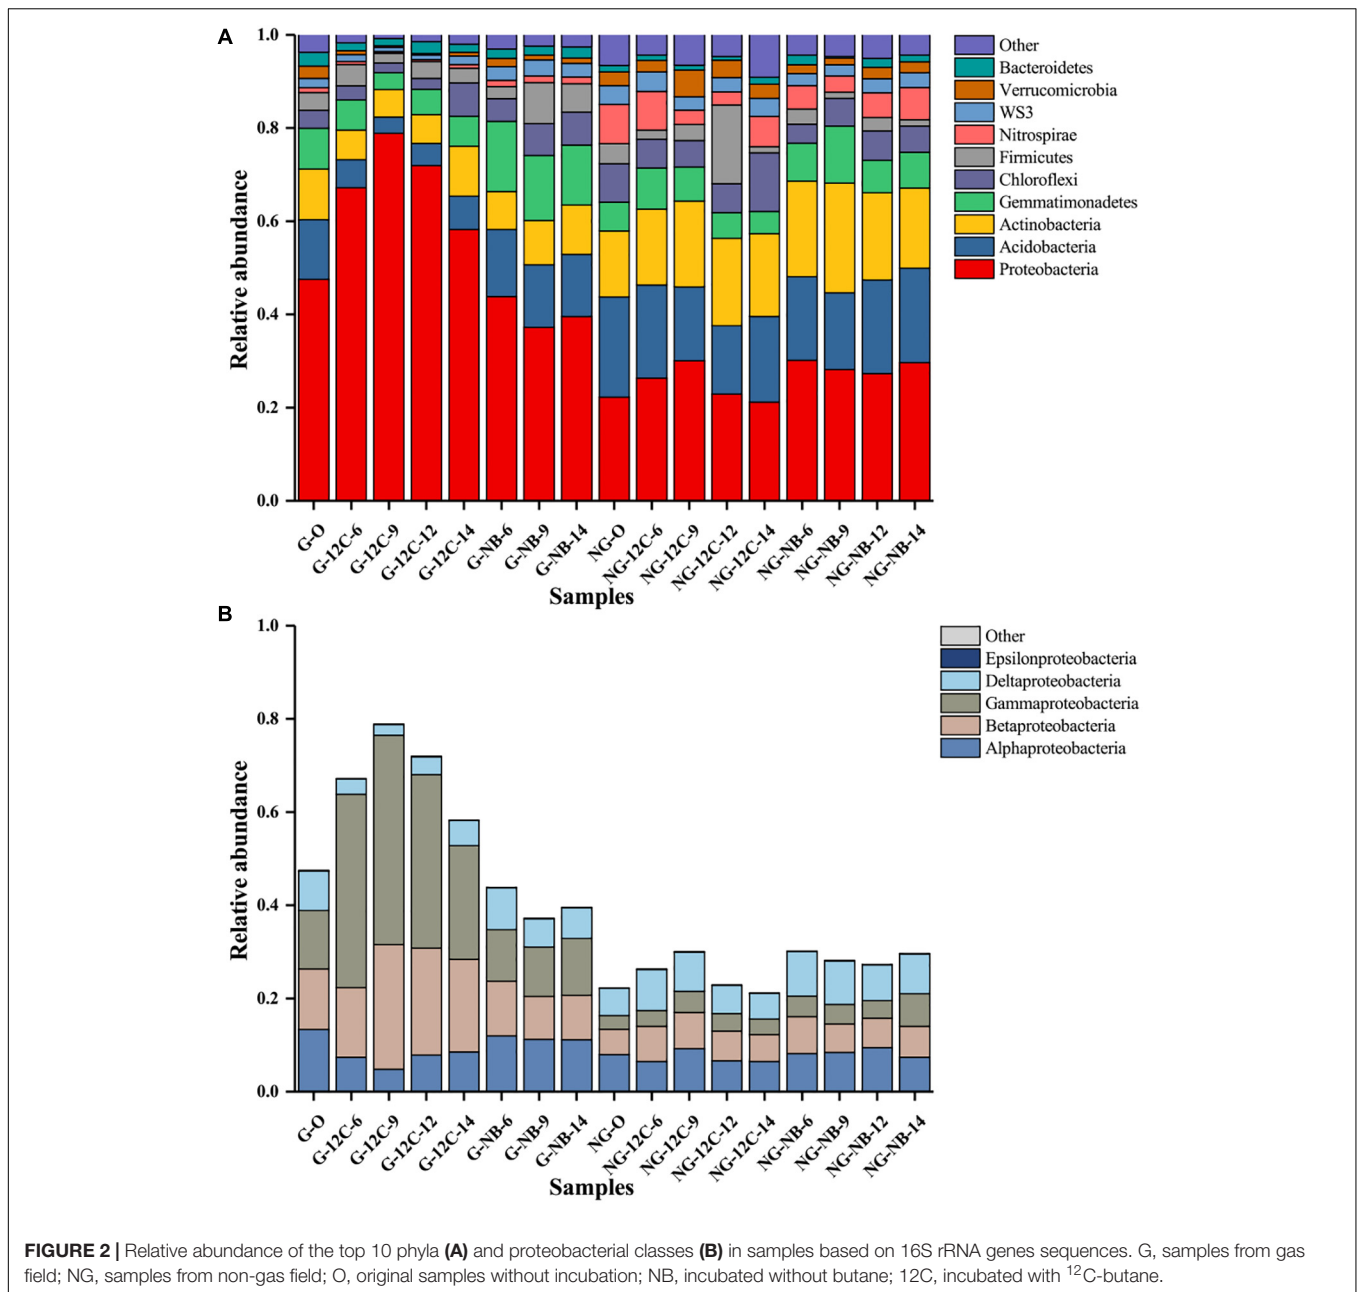 A
1.0
0.8
0.6
0.4
0.2
0.0
Relative abundance
G-O
G-12C-6
G-12C-9
G-12C-12
G-12C-14
G-NB-6
G-NB-9
G-NB-14
NG-O
NG-12C-6
NG-12C-9
NG-12C-12
NG-12C-14
NG-NB-6
NG-NB-9
NG-NB-12
NG-NB-14
Samples
Other
Bacteroidetes
Verrucomicrobia
WS3
Nitrospirae
Firmicutes
Chloroflexi
Gemmatimonadetes
Actinobacteria
Acidobacteria
Proteobacteria
B
1.0
0.8
0.6
0.4
0.2
0.0
Relative abundance
G-O
G-12C-6
G-12C-9
G-12C-12
G-12C-14
G-NB-6
G-NB-9
G-NB-14
NG-O
NG-12C-6
NG-12C-9
NG-12C-12
NG-12C-14
NG-NB-6
NG-NB-9
NG-NB-12
NG-NB-14
Samples
Other
Epsilonproteobacteria
Deltaproteobacteria
Gammaproteobacteria
Betaproteobacteria
Alphaproteobacteria
FIGURE 2 | Relative abundance of the top 10 phyla (A) and proteobacterial classes (B) in samples based on 16S rRNA genes sequences. G, samples from gas
field; NG, samples from non-gas field; O, original samples without incubation; NB, incubated without butane; 12C, incubated with ¹²C-butane.